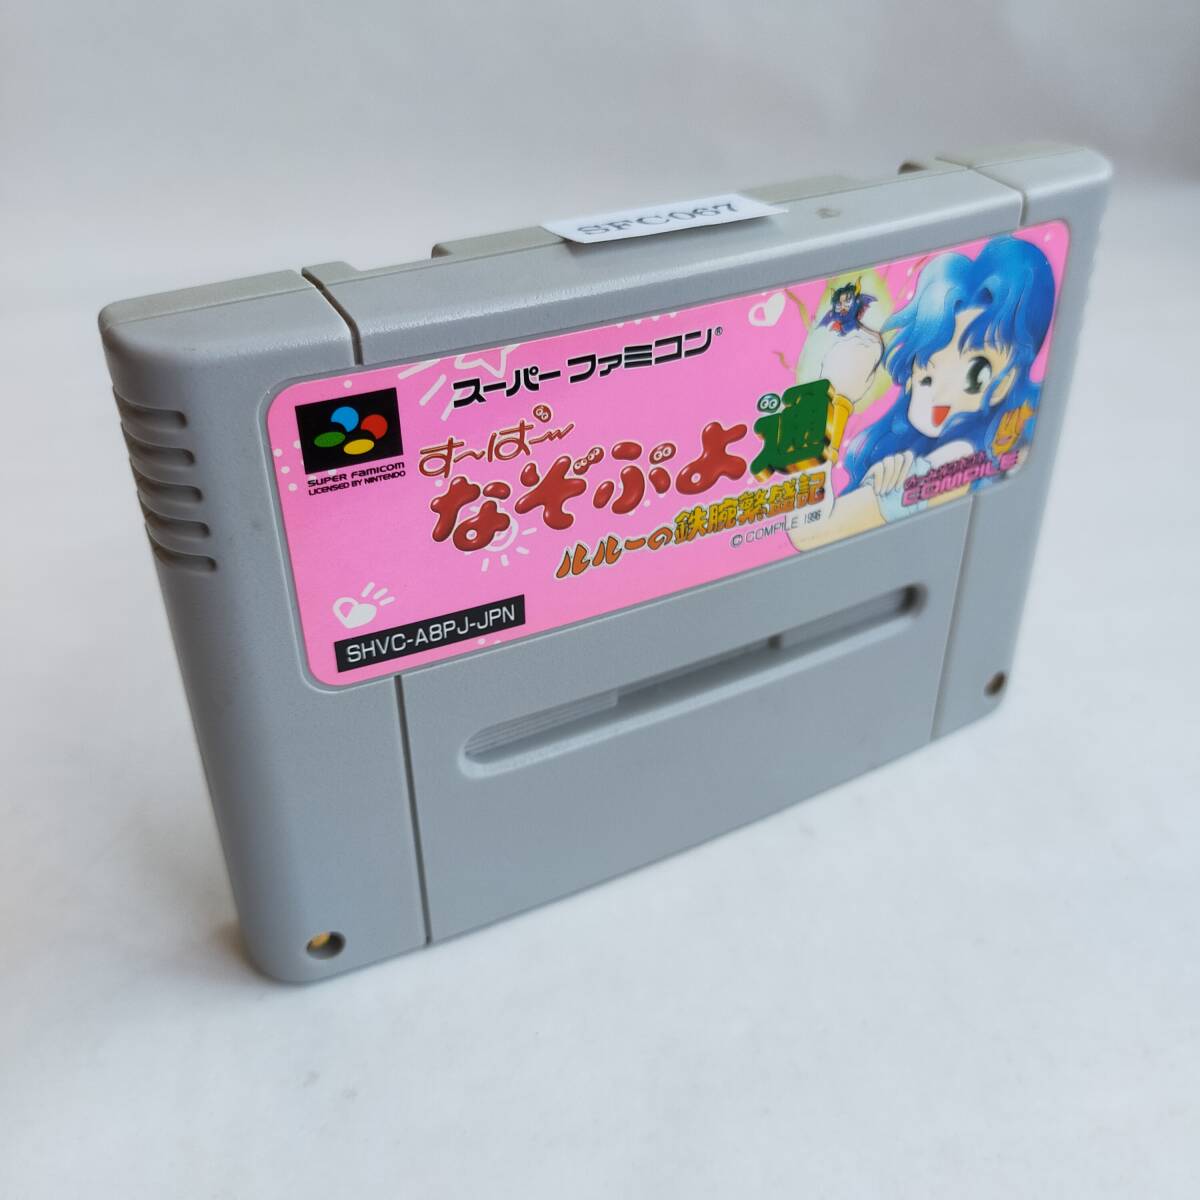 SFC067
スーパーファミコン®
SUPER FAMICOM
LICENSED BY NINTENDO
す〜ぱ〜
なぞぷよ通
ルルーの鉄腕繁盛記
© COMPILE 1996
COMPILE
SHVC-A8PJ-JPN